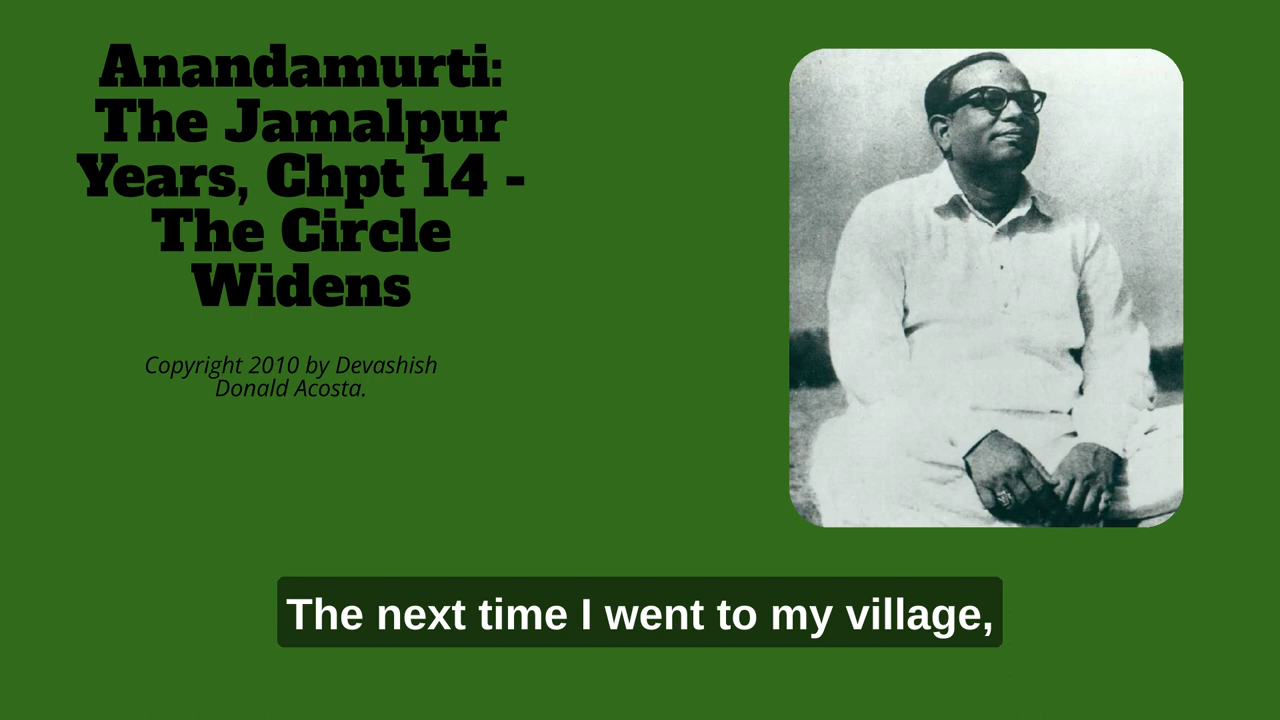 Anandamurti:
The Jamalpur
Years, Chpt 14 -
The Circle
Widens
Copyright 2010 by Devashish
Donald Acosta.
The next time I went to my village,